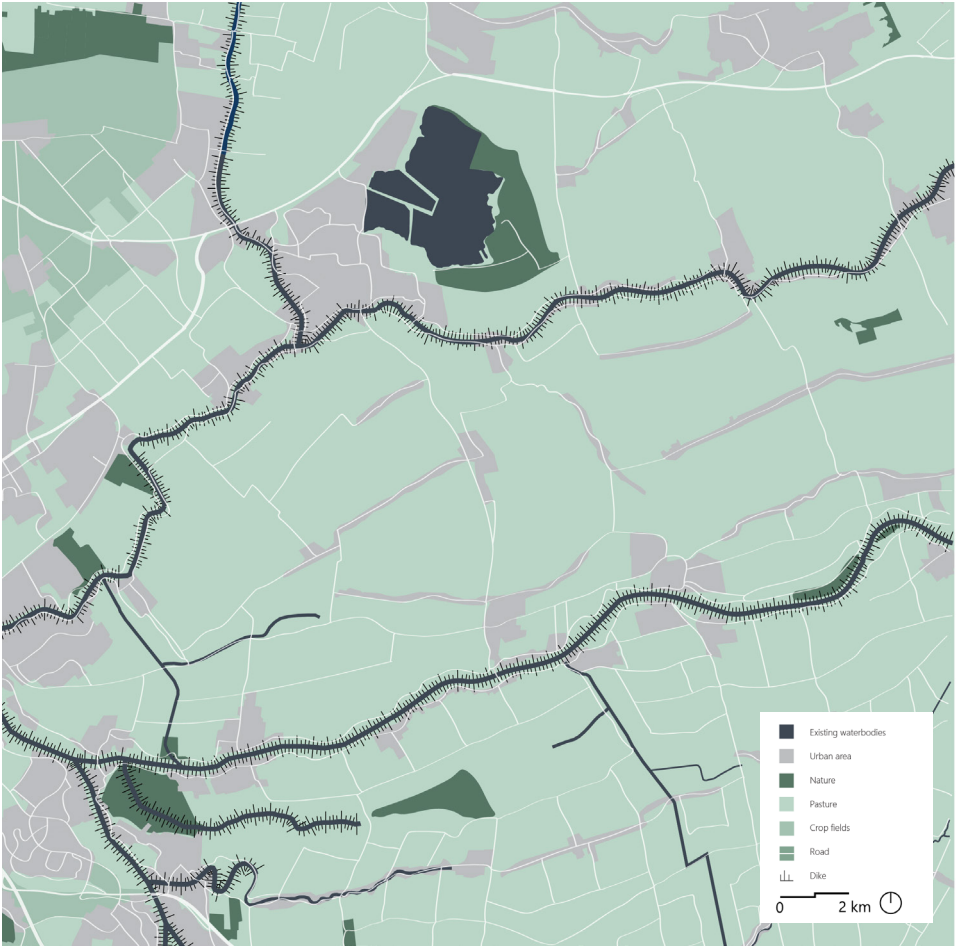 Existing waterbodies
Urban area
Nature
Pasture
Crop fields
Road
Dike
0 2 km